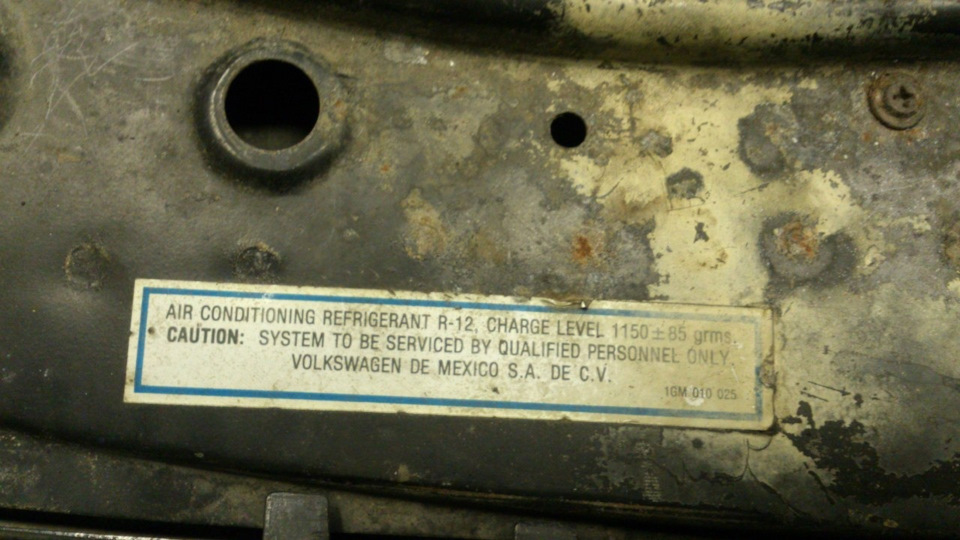 AIR CONDITIONING REFRIGERANT R-12, CHARGE LEVEL 1150 ± 85 grms.
CAUTION: SYSTEM TO BE SERVICED BY QUALIFIED PERSONNEL ONLY.
VOLKSWAGEN DE MEXICO S.A. DE C.V.
1GM 010 025